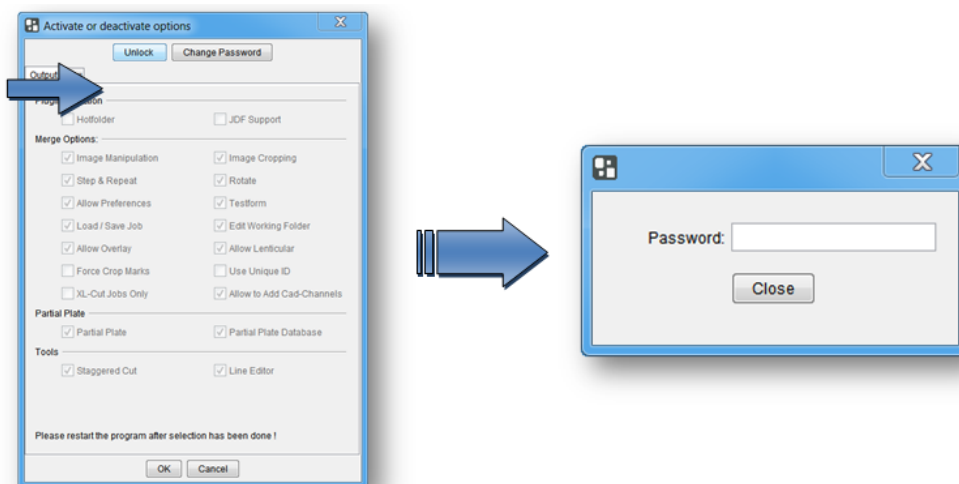 Activate or deactivate options
Unlock Change Password
Output
Hotfolder JDF Support
Merge Options:
Image Manipulation Image Cropping
Step & Repeat Rotate
Allow Preferences Testform
Load / Save Job Edit Working Folder
Allow Overlay Allow Lenticular
Force Crop Marks Use Unique ID
XL-Cut Jobs Only Allow to Add Cad-Channels
Partial Plate
Partial Plate Partial Plate Database
Tools
Staggered Cut Line Editor
Please restart the program after selection has been done !
OK Cancel
Password:
Close